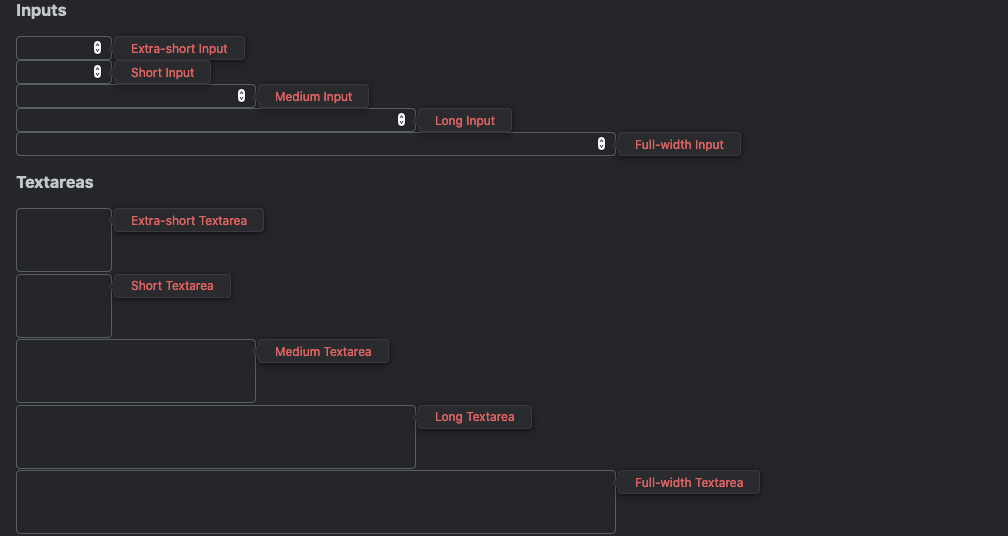 Inputs
Extra-short Input
Short Input
Medium Input
Long Input
Full-width Input
Textareas
Extra-short Textarea
Short Textarea
Medium Textarea
Long Textarea
Full-width Textarea